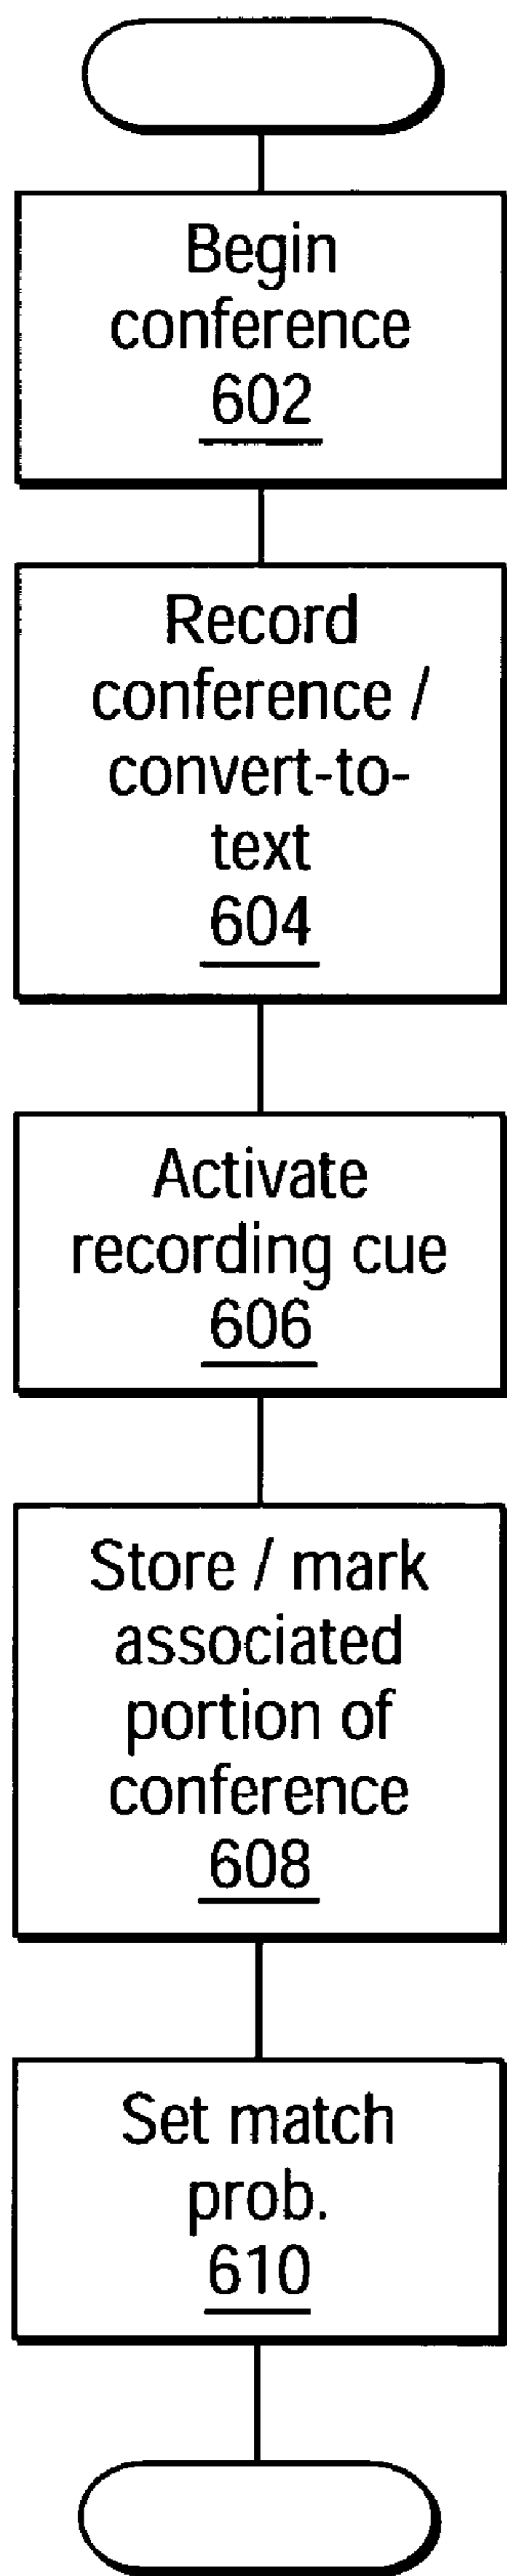 Begin
conference
602
Record
conference /
convert-to-
text
604
Activate
recording cue
606
Store / mark
associated
portion of
conference
608
Set match
prob.
610